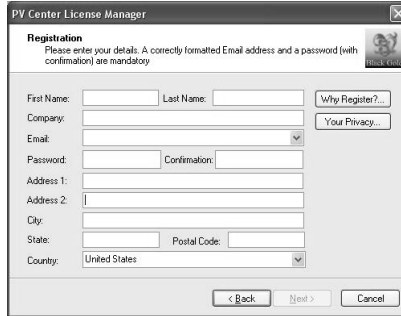 PV Center License Manager
Registration
Please enter your details. A correctly formatted Email address and a password (with
confirmation) are mandatory
Black Gold
First Name: Last Name: Why Register?...
Company: Your Privacy...
Email:
Password: Confirmation:
Address 1:
Address 2:
City:
State: Postal Code:
Country: United States
< Back Next > Cancel